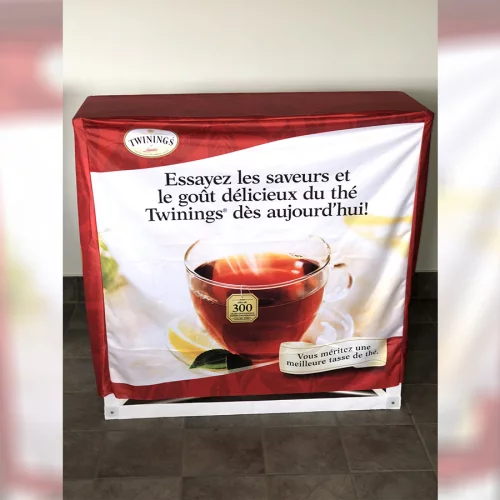 TWININGS
Essayez les saveurs et
le goût délicieux du thé
Twinings® dès aujourd'hui!
300
Vous méritez une
meilleure tasse de thé.